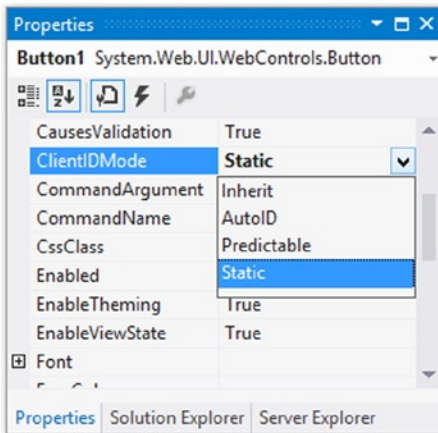 Properties
Button1 System.Web.UI.WebControls.Button
CausesValidation True
ClientIDMode Static
CommandArgument Inherit
CommandName AutoID
CssClass Predictable
Enabled Static
EnableTheming True
EnableViewState True
Font
Properties Solution Explorer Server Explorer